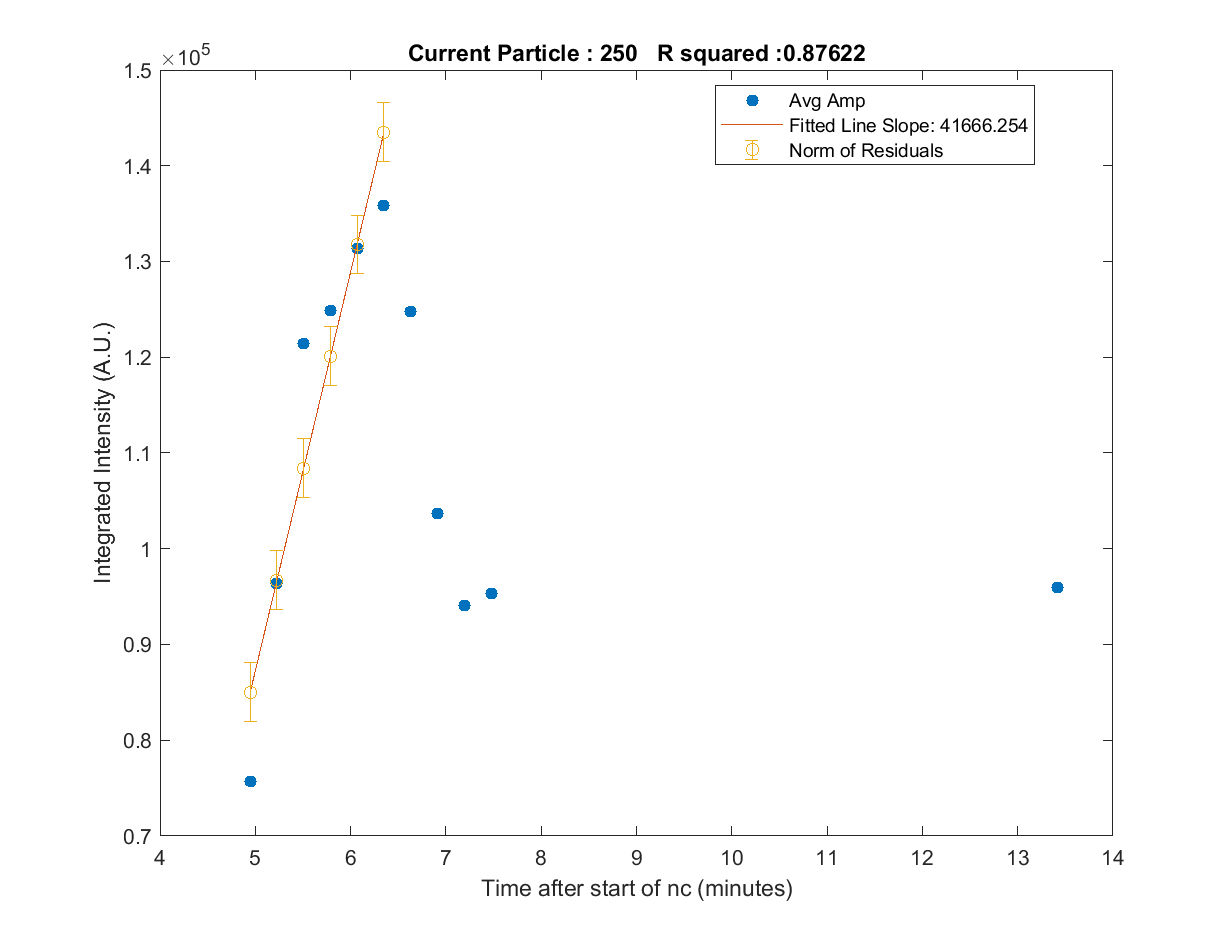 Current Particle : 250 R squared :0.87622
×10^5
1.5
1.4
1.3
1.2
1.1
1
0.9
0.8
0.7
4 5 6 7 8 9 10 11 12 13 14
Time after start of nc (minutes)
Integrated Intensity (A.U.)
Avg Amp
Fitted Line Slope: 41666.254
Norm of Residuals